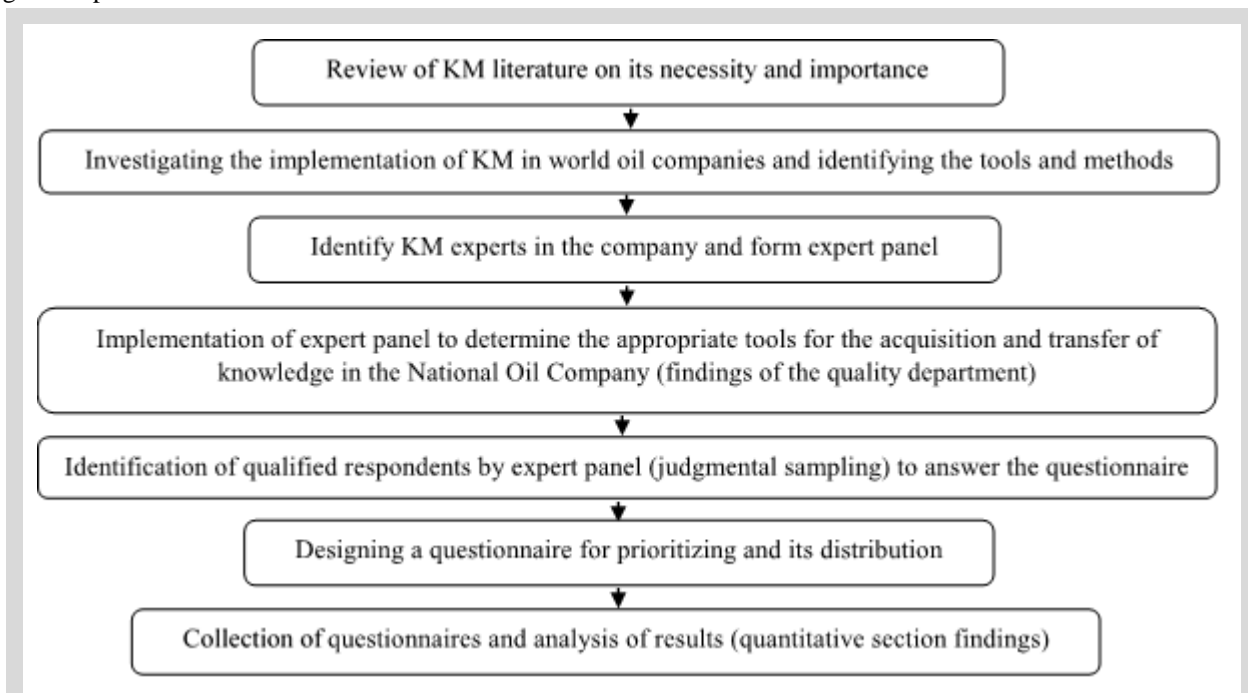 Review of KM literature on its necessity and importance
Investigating the implementation of KM in world oil companies and identifying the tools and methods
Identify KM experts in the company and form expert panel
Implementation of expert panel to determine the appropriate tools for the acquisition and transfer of
knowledge in the National Oil Company (findings of the quality department)
Identification of qualified respondents by expert panel (judgmental sampling) to answer the questionnaire
Designing a questionnaire for prioritizing and its distribution
Collection of questionnaires and analysis of results (quantitative section findings)